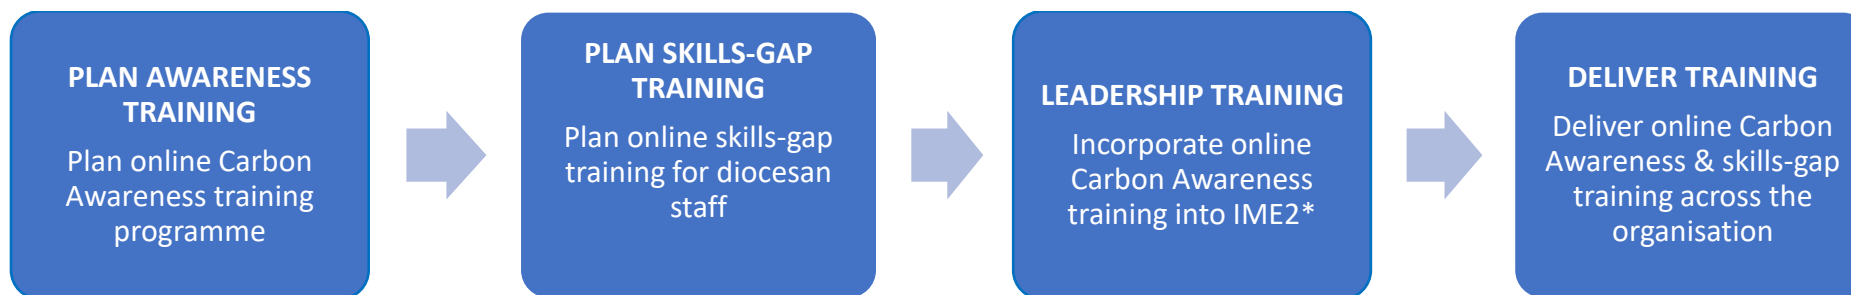 PLAN AWARENESS
TRAINING
Plan online Carbon
Awareness training
programme
PLAN SKILLS-GAP
TRAINING
Plan online skills-gap
training for diocesan
staff
LEADERSHIP TRAINING
Incorporate online
Carbon Awareness
training into IME2*
DELIVER TRAINING
Deliver online Carbon
Awareness & skills-gap
training across the
organisation